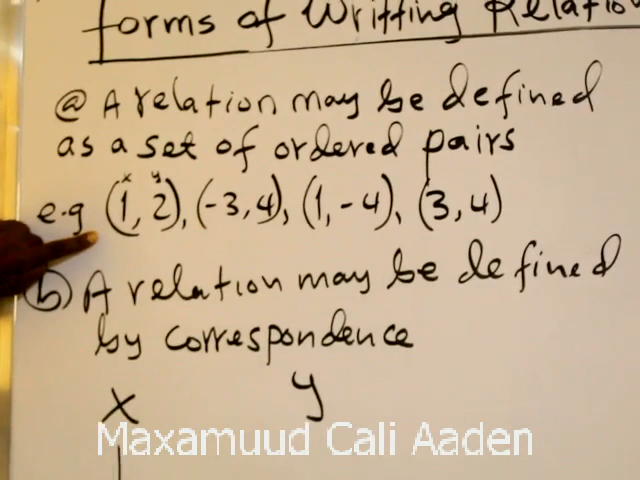 forms of Writting Relation
@ A relation may be defined
as a set of ordered pairs
x y
e.g (1, 2), (-3, 4), (1, -4), (3, 4)
b) A relation may be defined
by correspondence
x y
Maxamuud Cali Aaden